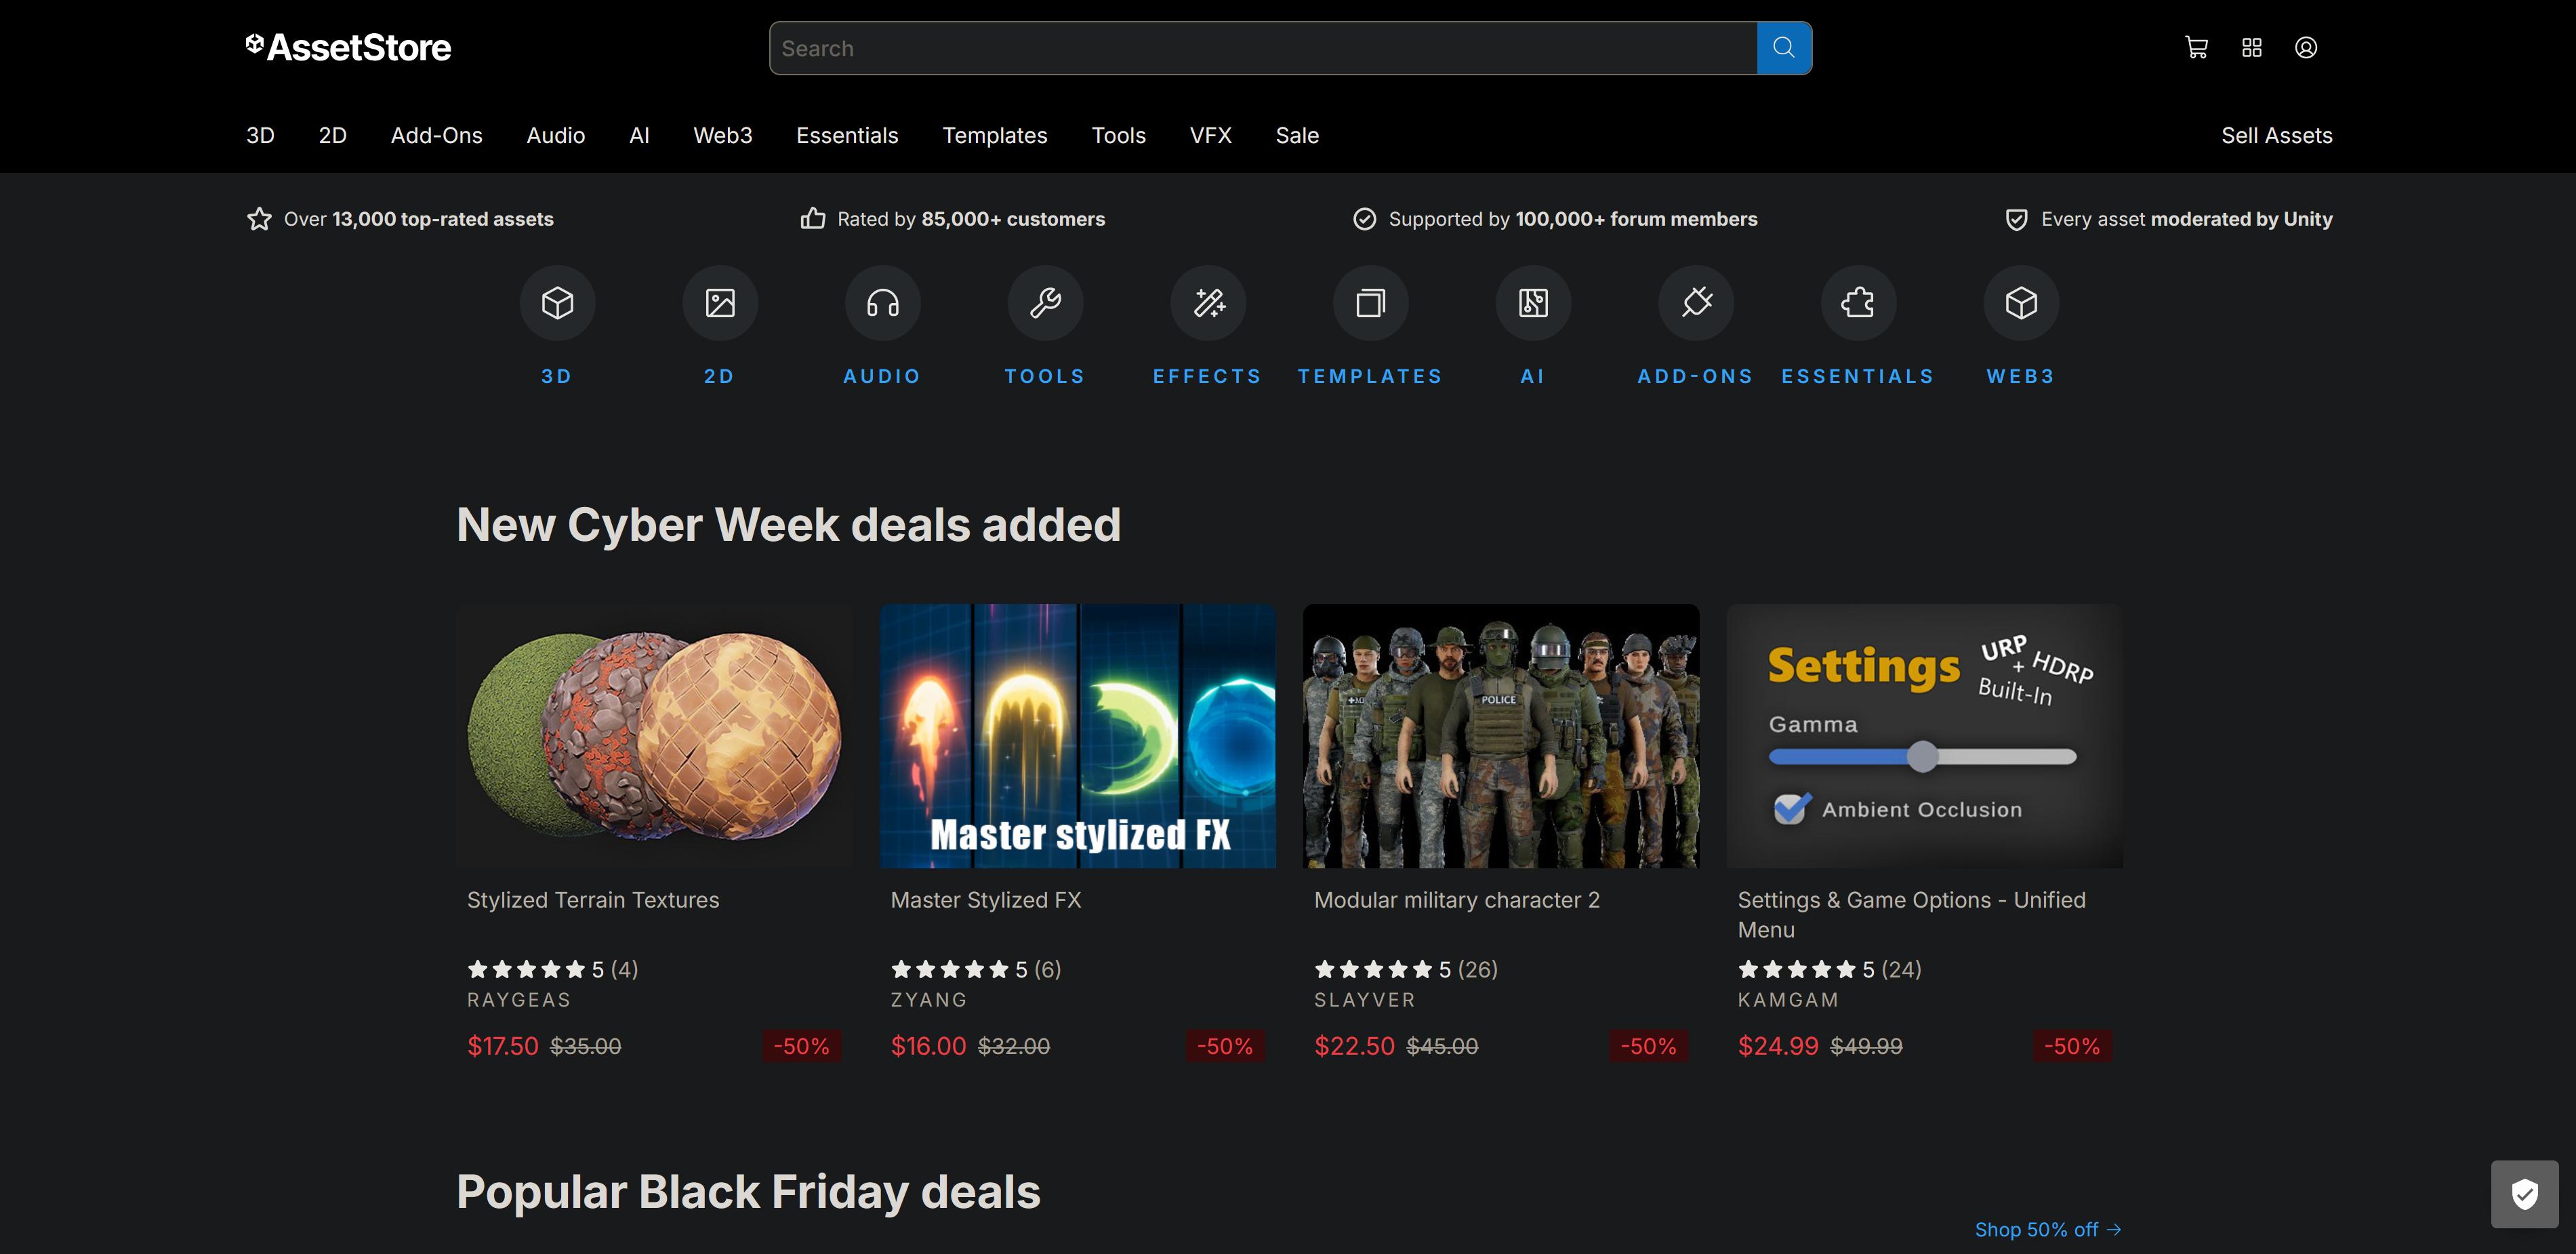 AssetStore
Search
3D 2D Add-Ons Audio AI Web3 Essentials Templates Tools VFX Sale Sell Assets
Over 13,000 top-rated assets Rated by 85,000+ customers Supported by 100,000+ forum members Every asset moderated by Unity
3D 2D AUDIO TOOLS EFFECTS TEMPLATES AI ADD-ONS ESSENTIALS WEB3
New Cyber Week deals added
Master stylized FX
POLICE
Settings URP + HDRP Built-In
Gamma
Ambient Occlusion
Stylized Terrain Textures
5 (4)
RAYGEAS
$17.50 $35.00 -50%
Master Stylized FX
5 (6)
ZYANG
$16.00 $32.00 -50%
Modular military character 2
5 (26)
SLAYVER
$22.50 $45.00 -50%
Settings & Game Options - Unified
Menu
5 (24)
KAMGAM
$24.99 $49.99 -50%
Popular Black Friday deals
Shop 50% off →